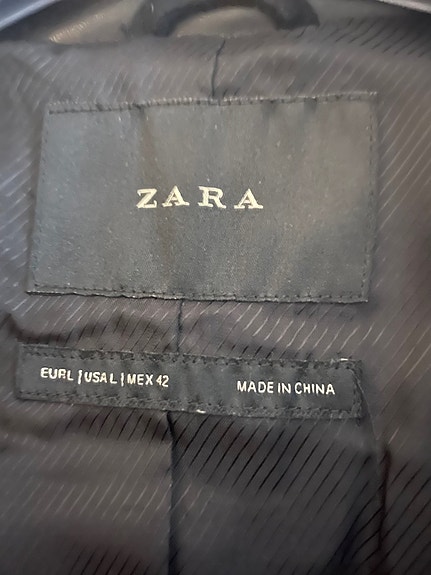 ZARA
EUR L | USA L | MEX 42 MADE IN CHINA